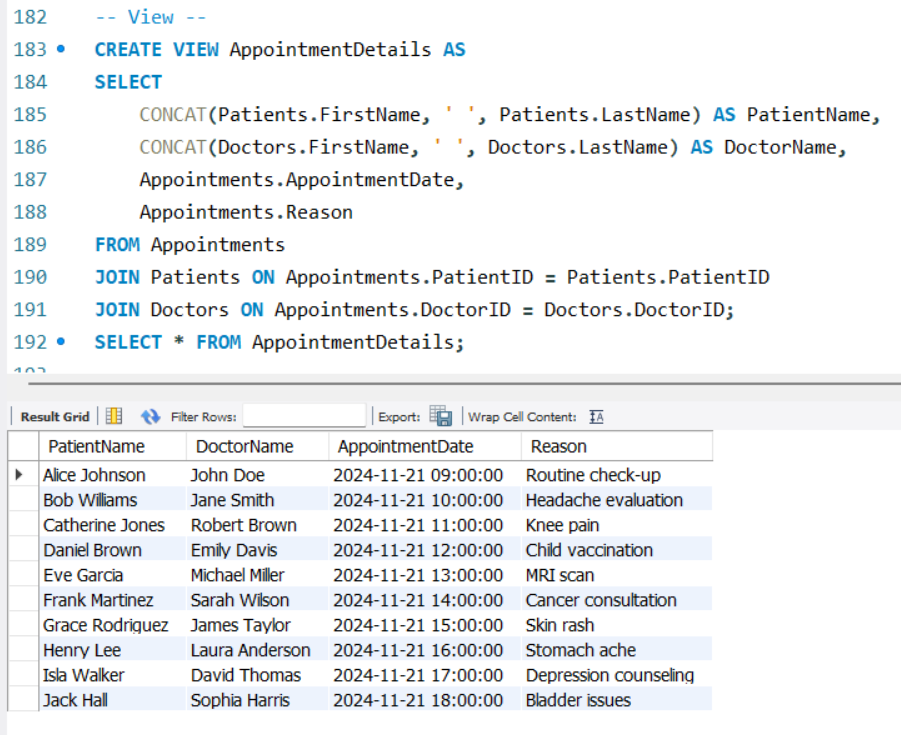 182 -- View --
183 CREATE VIEW AppointmentDetails AS
184 SELECT
185 CONCAT(Patients.FirstName, ' ', Patients.LastName) AS PatientName,
186 CONCAT(Doctors.FirstName, ' ', Doctors.LastName) AS DoctorName,
187 Appointments.AppointmentDate,
188 Appointments.Reason
189 FROM Appointments
190 JOIN Patients ON Appointments.PatientID = Patients.PatientID
191 JOIN Doctors ON Appointments.DoctorID = Doctors.DoctorID;
192 SELECT * FROM AppointmentDetails;
Result Grid Filter Rows: Export: Wrap Cell Content:
PatientName DoctorName AppointmentDate Reason
Alice Johnson John Doe 2024-11-21 09:00:00 Routine check-up
Bob Williams Jane Smith 2024-11-21 10:00:00 Headache evaluation
Catherine Jones Robert Brown 2024-11-21 11:00:00 Knee pain
Daniel Brown Emily Davis 2024-11-21 12:00:00 Child vaccination
Eve Garcia Michael Miller 2024-11-21 13:00:00 MRI scan
Frank Martinez Sarah Wilson 2024-11-21 14:00:00 Cancer consultation
Grace Rodriguez James Taylor 2024-11-21 15:00:00 Skin rash
Henry Lee Laura Anderson 2024-11-21 16:00:00 Stomach ache
Isla Walker David Thomas 2024-11-21 17:00:00 Depression counseling
Jack Hall Sophia Harris 2024-11-21 18:00:00 Bladder issues